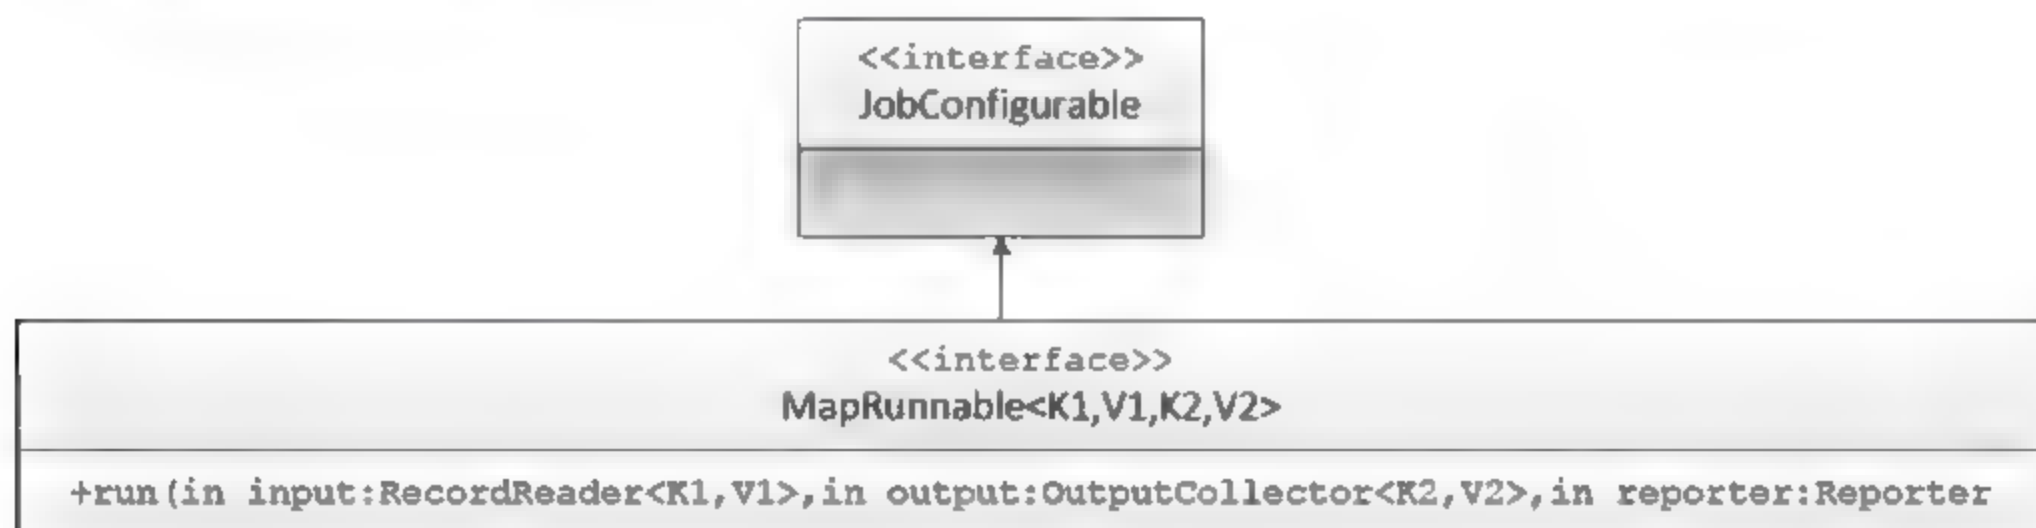 <<interface>>
JobConfigurable
<<interface>>
MapRunnable<K1,V1,K2,V2>
+run(in input:RecordReader<K1,V1>,in output:OutputCollector<K2,V2>,in reporter:Reporter